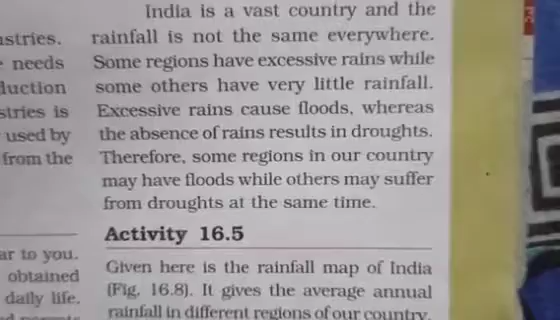 ustries.
needs
duction
stries is
used by
from the
ar to you.
obtained
daily life.
India is a vast country and the
rainfall is not the same everywhere.
Some regions have excessive rains while
some others have very little rainfall.
Excessive rains cause floods, whereas
the absence of rains results in droughts.
Therefore, some regions in our country
may have floods while others may suffer
from droughts at the same time.
Activity 16.5
Given here is the rainfall map of India
(Fig. 16.8). It gives the average annual
rainfall in different regions of our country.